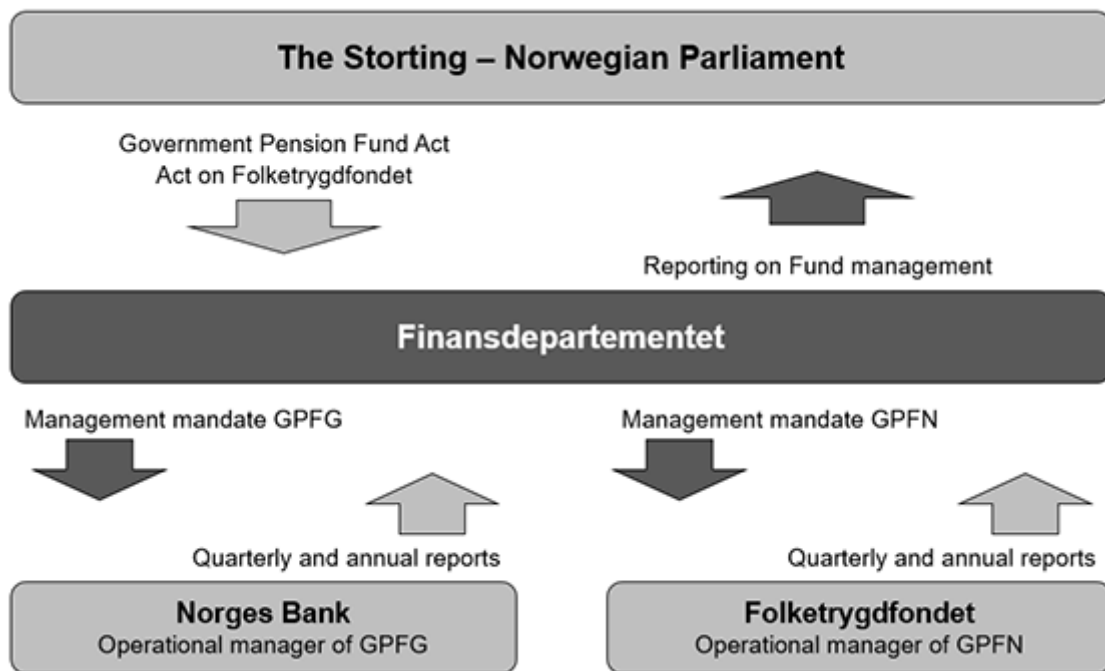 The Storting – Norwegian Parliament
Government Pension Fund Act
Act on Folketrygdfondet
Reporting on Fund management
Finansdepartementet
Management mandate GPFG
Management mandate GPFN
Quarterly and annual reports
Quarterly and annual reports
Norges Bank
Operational manager of GPFG
Folketrygdfondet
Operational manager of GPFN